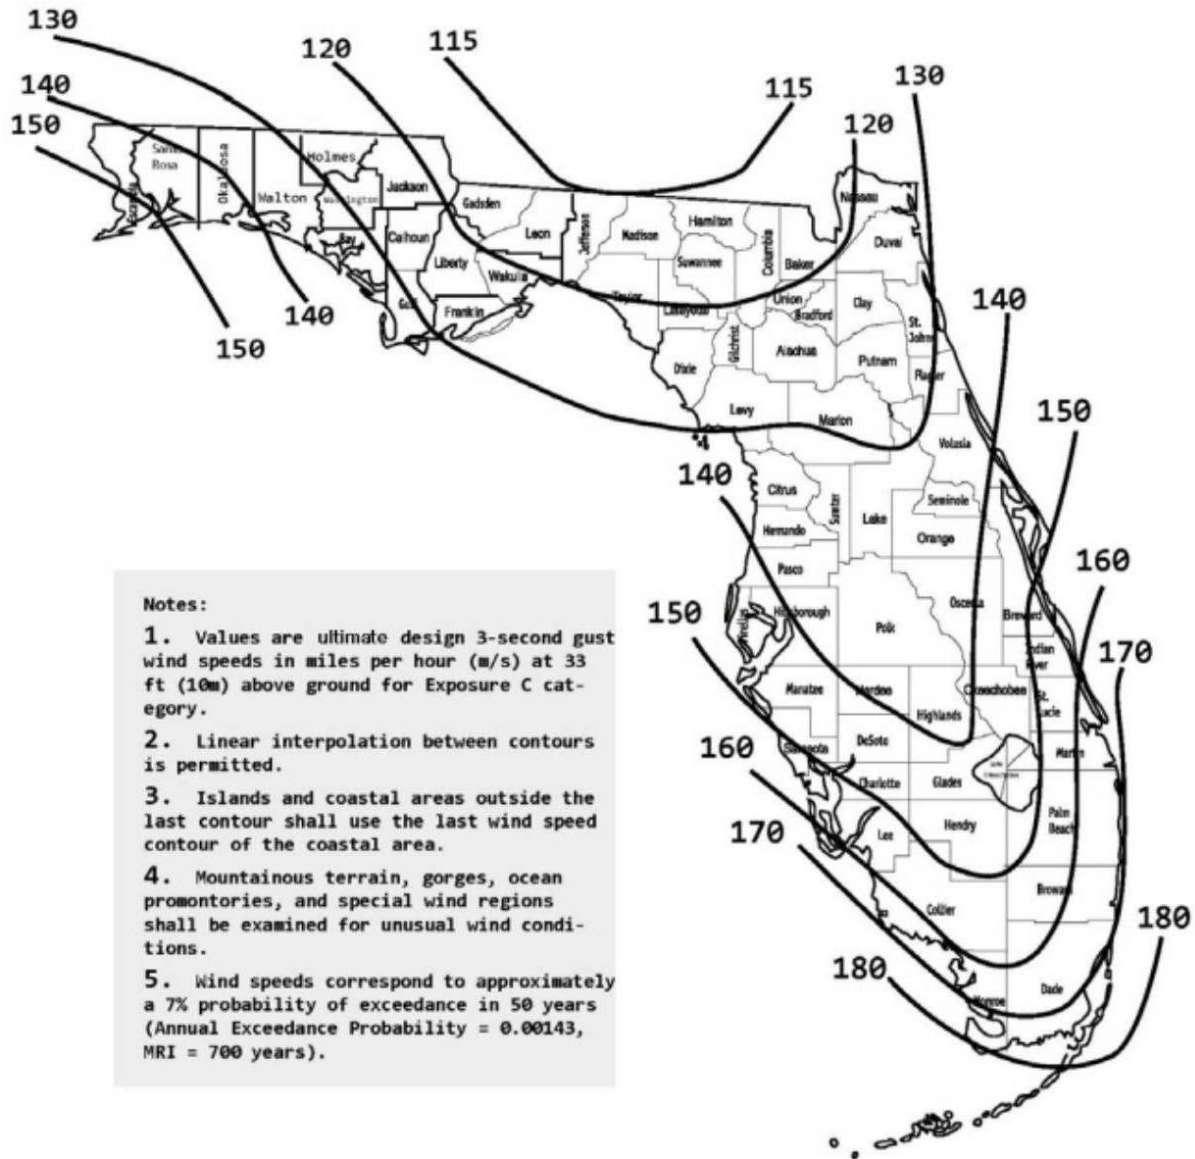 130
120
115
115
130
140
150
120
Santa
Rosa
Okaloosa
Holmes
Walton
Washington
Jackson
Gadsden
Leon
Jefferson
Madison
Hamilton
Columbia
Baker
Nassau
Duval
Escambia
Bay
Calhoun
Liberty
Wakulla
Gulf
Franklin
Taylor
Suwannee
Lafayette
Union
Bradford
Clay
St.
Johns
140
150
140
Dixie
Gilchrist
Alachua
Putnam
Flagler
Levy
Marion
Volusia
150
140
Citrus
Sumter
Lake
Seminole
Hernando
Orange
Pasco
160
150
Pinellas
Hillsborough
Polk
Osceola
Brevard
Indian
River
170
Manatee
Hardee
Highlands
Okeechobee
St.
Lucie
160
Sarasota
DeSoto
Martin
Charlotte
Glades
170
Lee
Hendry
Palm
Beach
Collier
Broward
180
180
Monroe
Dade
Notes:
1. Values are ultimate design 3-second gust
wind speeds in miles per hour (m/s) at 33
ft (10m) above ground for Exposure C cat-
egory.
2. Linear interpolation between contours
is permitted.
3. Islands and coastal areas outside the
last contour shall use the last wind speed
contour of the coastal area.
4. Mountainous terrain, gorges, ocean
promontories, and special wind regions
shall be examined for unusual wind condi-
tions.
5. Wind speeds correspond to approximately
a 7% probability of exceedance in 50 years
(Annual Exceedance Probability = 0.00143,
MRI = 700 years).